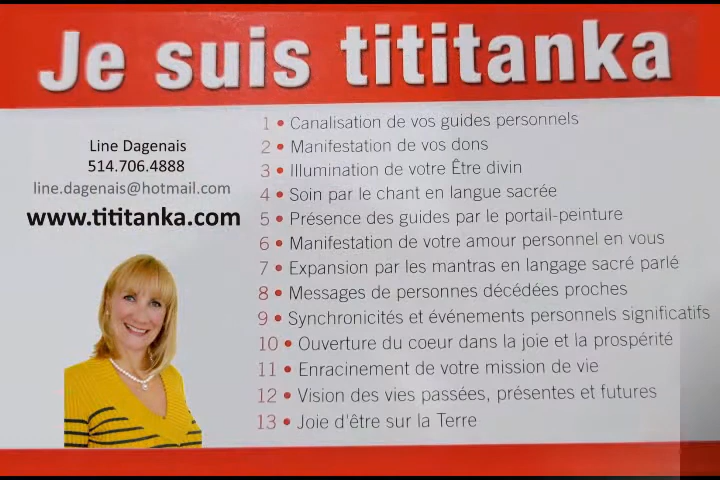 Je suis tititanka
Line Dagenais
514.706.4888
line.dagenais@hotmail.com
www.tititanka.com
1 • Canalisation de vos guides personnels
2 • Manifestation de vos dons
3 • Illumination de votre Être divin
4 • Soin par le chant en langue sacrée
5 • Présence des guides par le portail-peinture
6 • Manifestation de votre amour personnel en vous
7 • Expansion par les mantras en langage sacré parlé
8 • Messages de personnes décédées proches
9 • Synchronicités et événements personnels significatifs
10 • Ouverture du coeur dans la joie et la prospérité
11 • Enracinement de votre mission de vie
12 • Vision des vies passées, présentes et futures
13 • Joie d'être sur la Terre